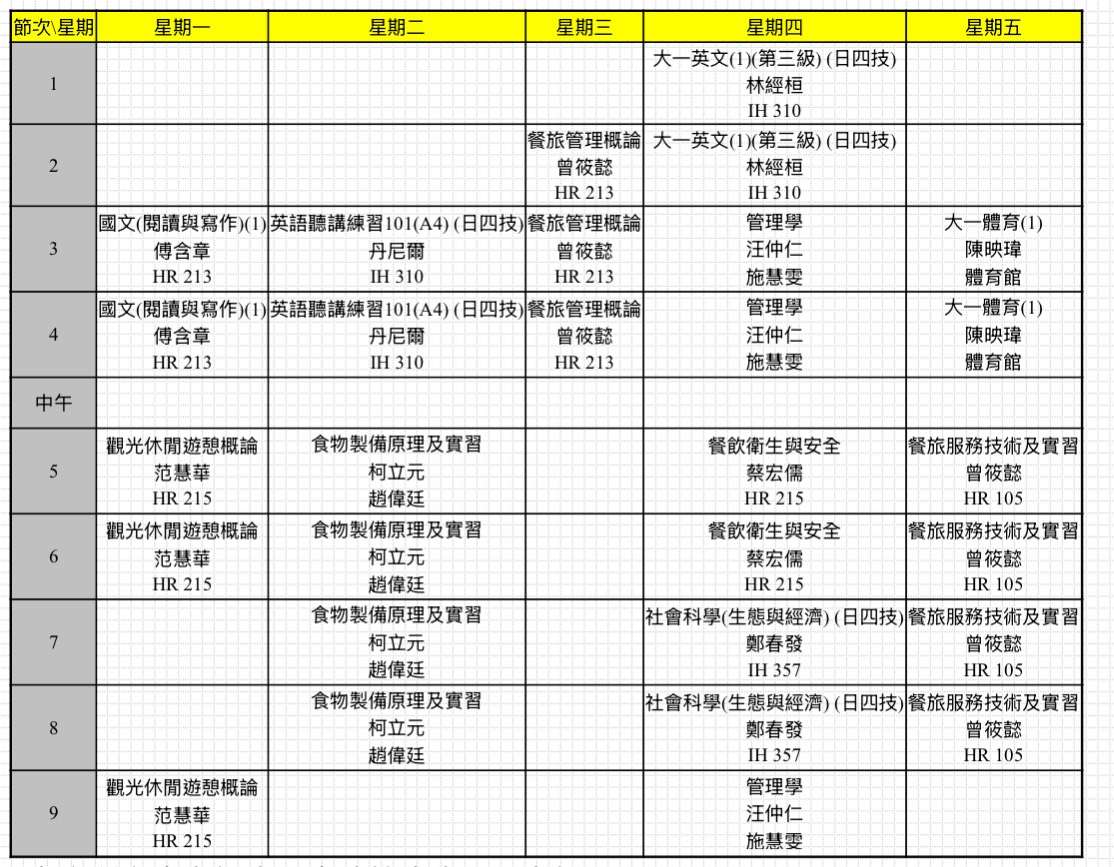 節次\星期 星期一 星期二 星期三 星期四 星期五
1
大一英文(1)(第三級) (日四技)
林經桓
IH 310
2
餐旅管理概論 大一英文(1)(第三級) (日四技)
曾筱懿 林經桓
HR 213 IH 310
3
國文(閱讀與寫作)(1) 英語聽講練習101(A4) (日四技) 餐旅管理概論 管理學 大一體育(1)
傅含章 丹尼爾 曾筱懿 汪仲仁 陳映瑋
HR 213 IH 310 HR 213 施慧雯 體育館
4
國文(閱讀與寫作)(1) 英語聽講練習101(A4) (日四技) 餐旅管理概論 管理學 大一體育(1)
傅含章 丹尼爾 曾筱懿 汪仲仁 陳映瑋
HR 213 IH 310 HR 213 施慧雯 體育館
中午
5
觀光休閒遊憩概論 食物製備原理及實習 餐飲衛生與安全 餐旅服務技術及實習
范慧華 柯立元 蔡宏儒 曾筱懿
HR 215 趙偉廷 HR 215 HR 105
6
觀光休閒遊憩概論 食物製備原理及實習 餐飲衛生與安全 餐旅服務技術及實習
范慧華 柯立元 蔡宏儒 曾筱懿
HR 215 趙偉廷 HR 215 HR 105
7
食物製備原理及實習 社會科學(生態與經濟) (日四技) 餐旅服務技術及實習
柯立元 鄭春發 曾筱懿
趙偉廷 IH 357 HR 105
8
食物製備原理及實習 社會科學(生態與經濟) (日四技) 餐旅服務技術及實習
柯立元 鄭春發 曾筱懿
趙偉廷 IH 357 HR 105
9
觀光休閒遊憩概論 管理學
范慧華 汪仲仁
HR 215 施慧雯